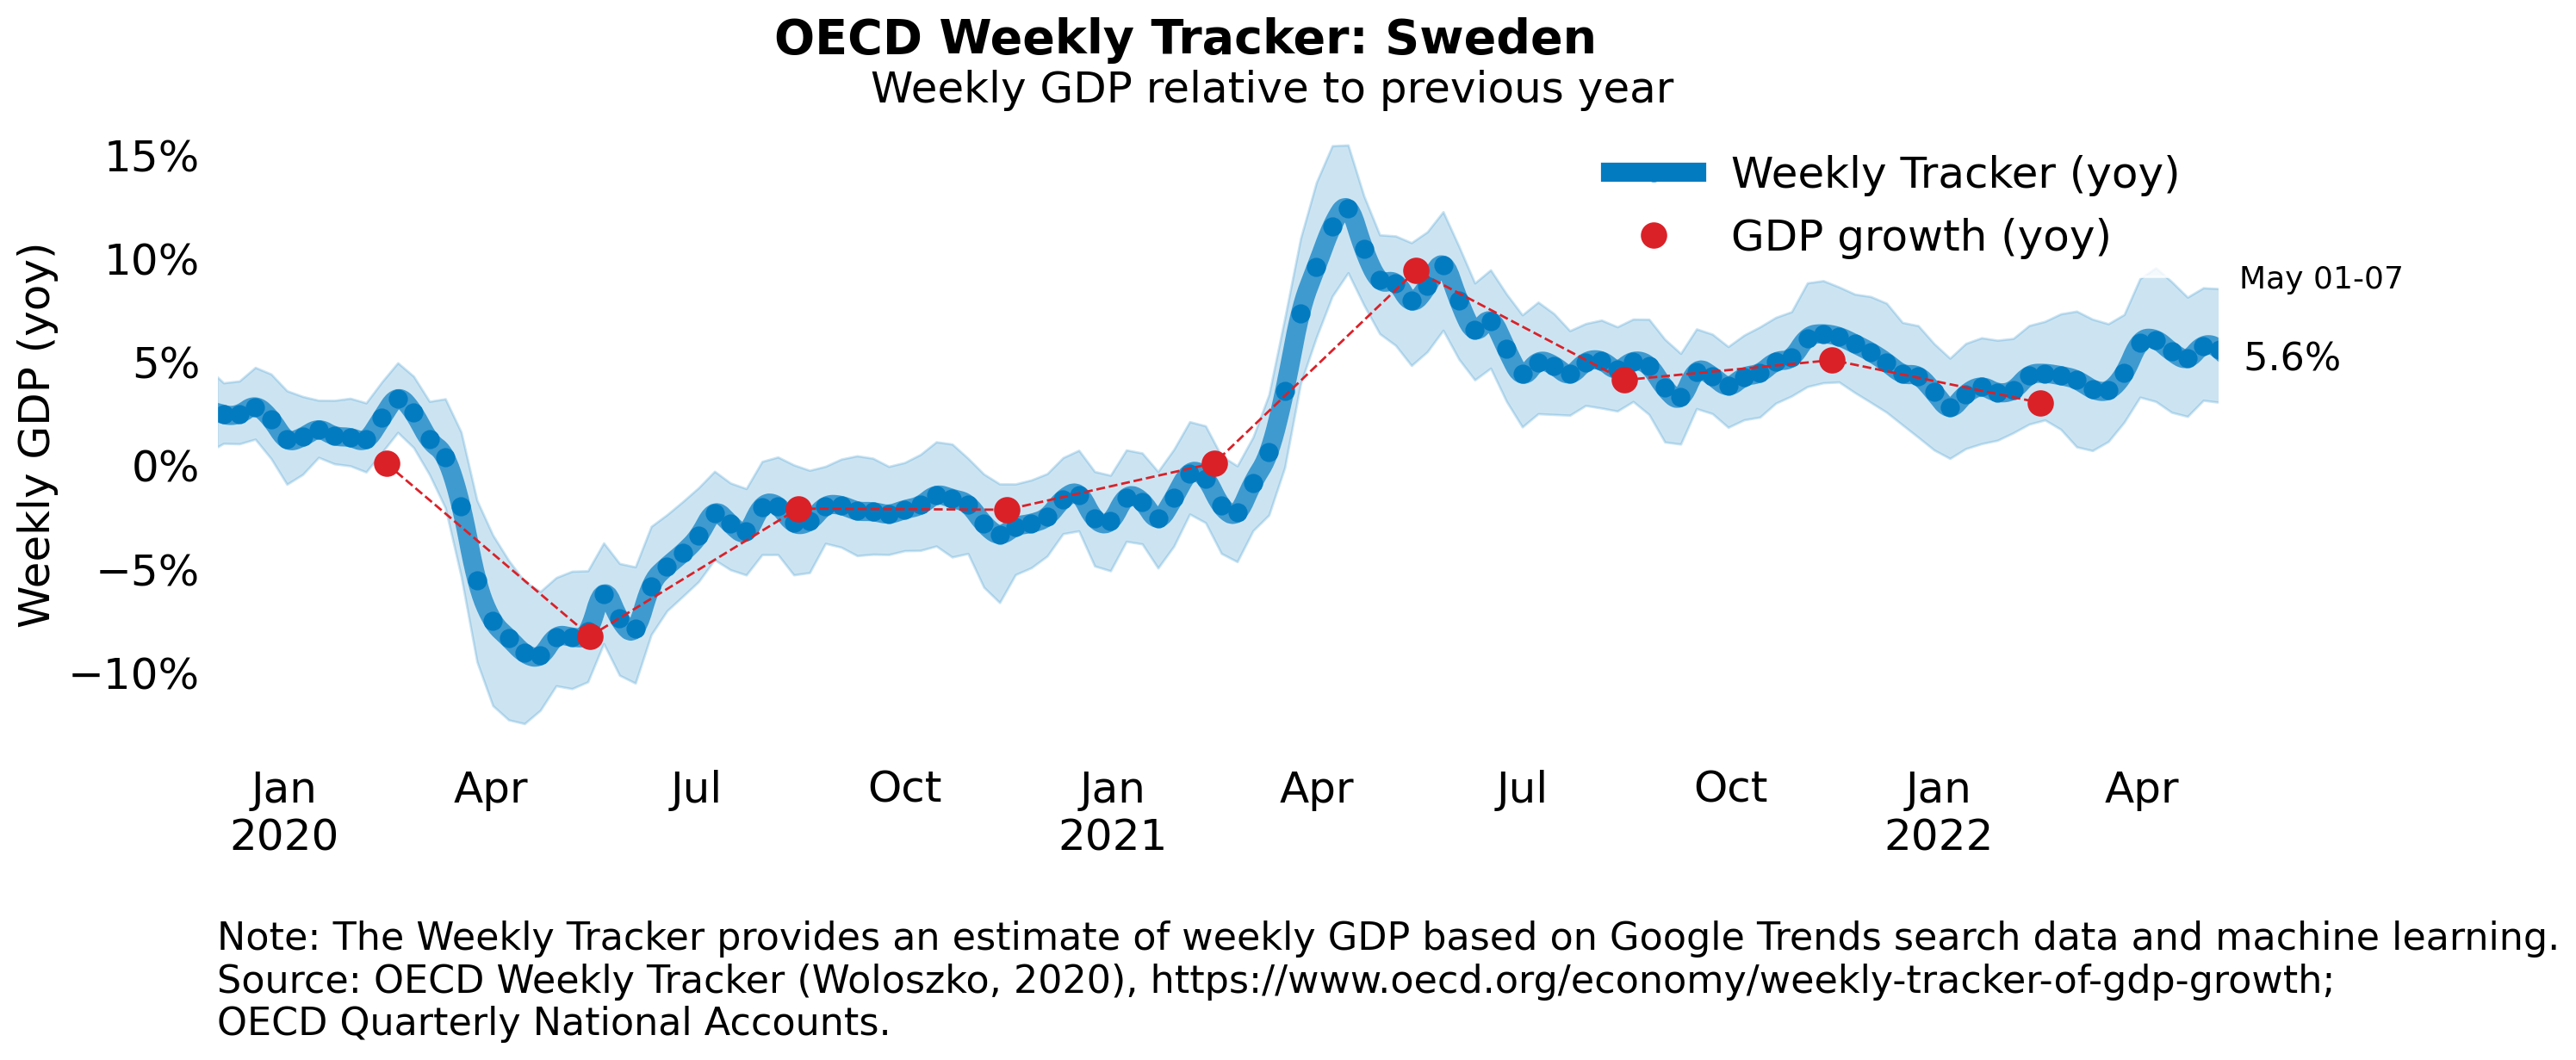 OECD Weekly Tracker: Sweden
Weekly GDP relative to previous year
Weekly GDP (yoy)
15%
10%
5%
0%
−5%
−10%
Weekly Tracker (yoy)
GDP growth (yoy)
May 01-07
5.6%
Jan Apr Jul Oct Jan Apr Jul Oct Jan Apr
2020 2021 2022
Note: The Weekly Tracker provides an estimate of weekly GDP based on Google Trends search data and machine learning.
Source: OECD Weekly Tracker (Woloszko, 2020), https://www.oecd.org/economy/weekly-tracker-of-gdp-growth;
OECD Quarterly National Accounts.